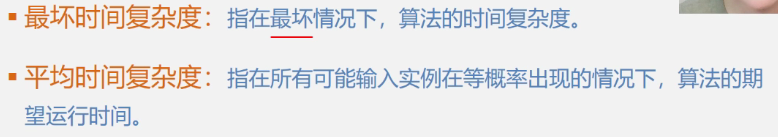 ▪ 最坏时间复杂度：指在最坏情况下，算法的时间复杂度。
▪ 平均时间复杂度：指在所有可能输入实例在等概率出现的情况下，算法的期
望运行时间。